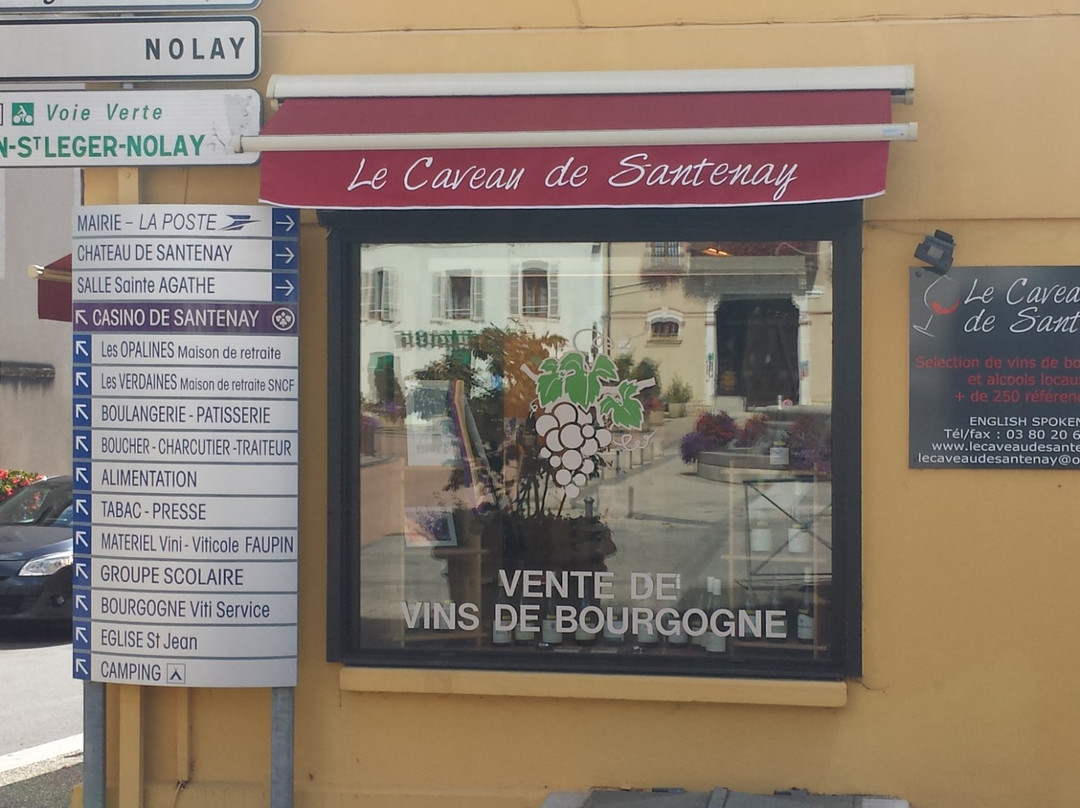 NOLAY
Voie Verte
N-ST LEGER-NOLAY
MAIRIE - LA POSTE
CHATEAU DE SANTENAY
SALLE Sainte AGATHE
CASINO DE SANTENAY
Les OPALINES Maison de retraite
Les VERDAINES Maison de retraite SNCF
BOULANGERIE - PATISSERIE
BOUCHER - CHARCUTIER - TRAITEUR
ALIMENTATION
TABAC - PRESSE
MATERIEL Vini - Viticole FAUPIN
GROUPE SCOLAIRE
BOURGOGNE Viti Service
EGLISE St Jean
CAMPING
Le Caveau de Santenay
VENTE DE
VINS DE BOURGOGNE
Le Cavea
de Sant
Selection de vins de bo
et alcools locau
+ de 250 référen
ENGLISH SPOKEN
Tél/fax : 03 80 20 6
www.lecaveaudesante
lecaveaudesantenay@o